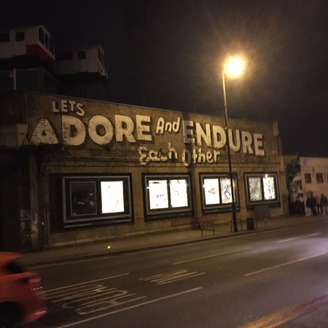 LETS
ADORE And ENDURE
Each other